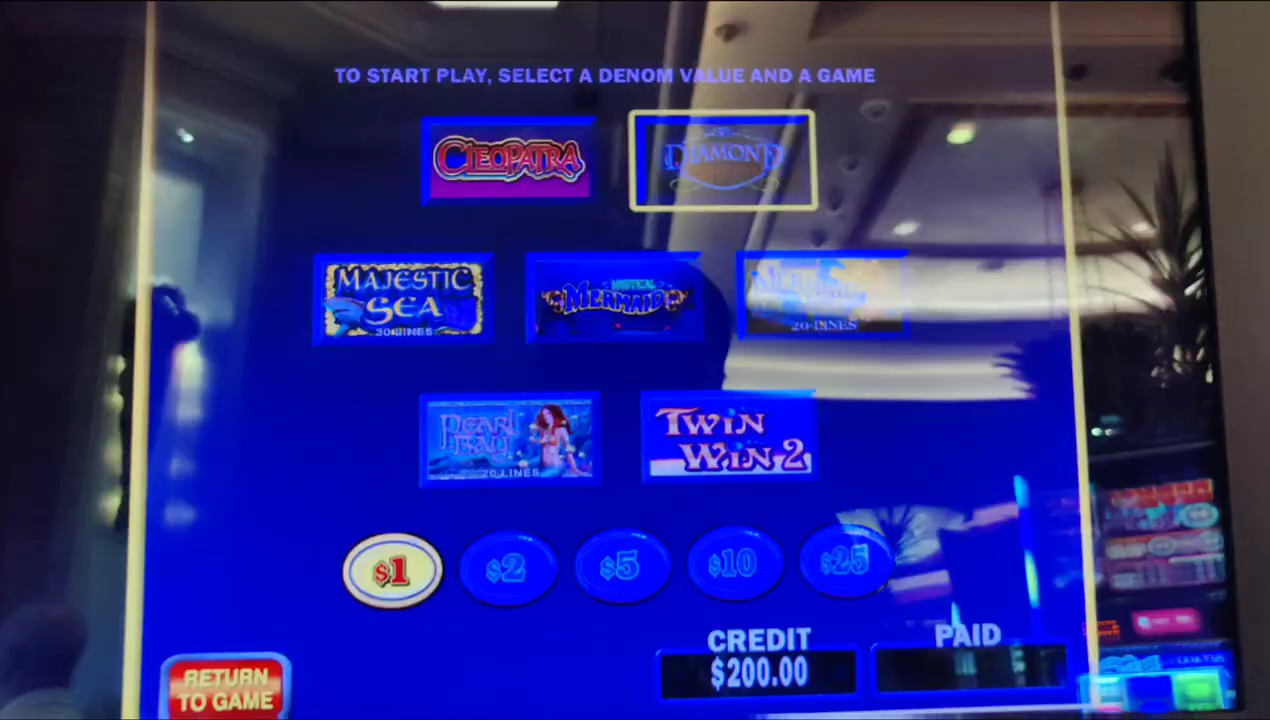 TO START PLAY, SELECT A DENOM VALUE AND A GAME
CLEOPATRA
DIAMOND
MAJESTIC
SEA
30 LINES
MYSTICAL
MERMAID
20 LINES
PEARL
BAY
20 LINES
TWIN
WIN 2
$1
$2
$5
$10
$25
CREDIT
PAID
$200.00
RETURN
TO GAME